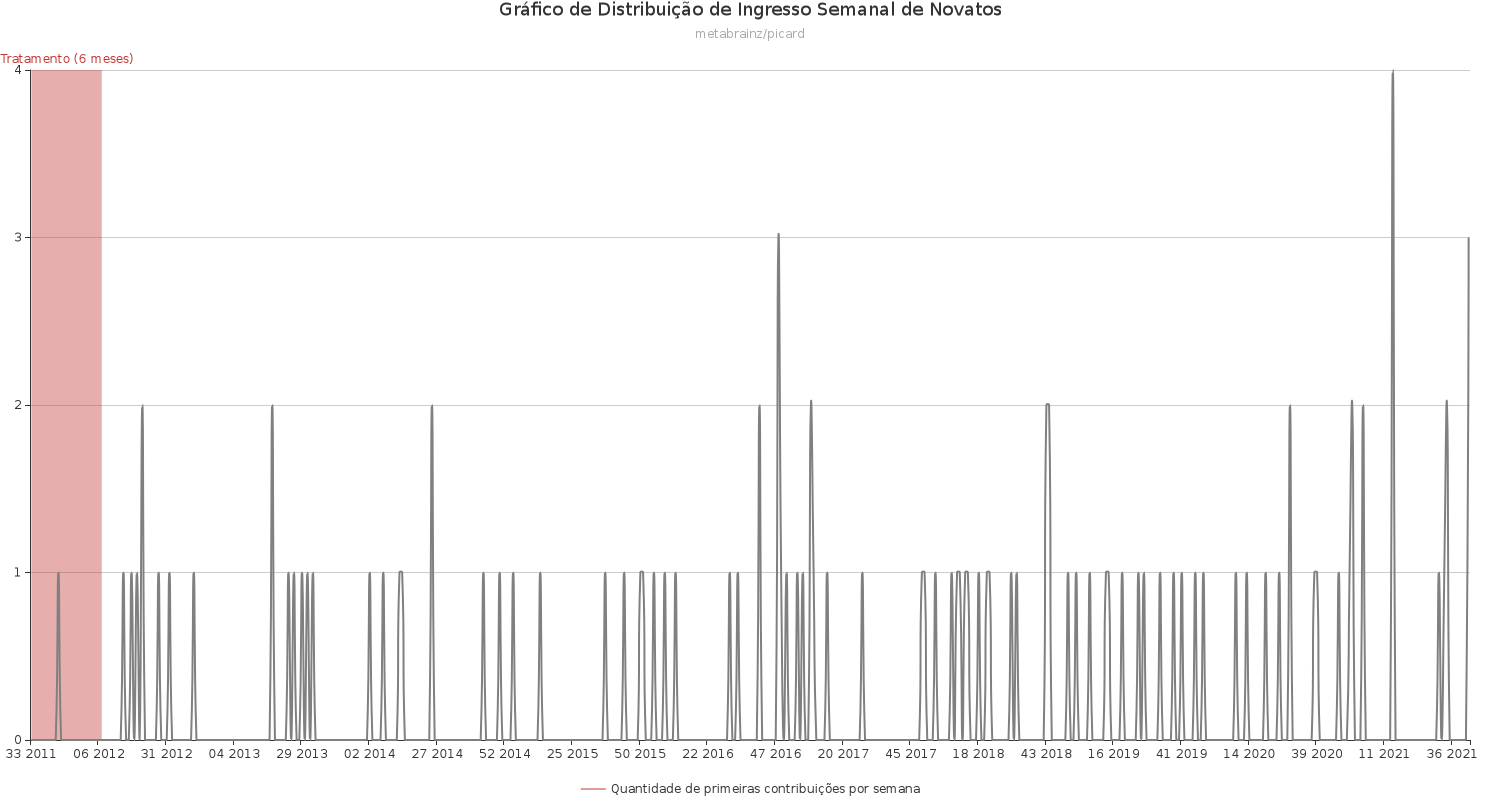 Gráfico de Distribuição de Ingresso Semanal de Novatos
metabrainz/picard
Tratamento (6 meses)
4
3
2
1
0
33 2011 06 2012 31 2012 04 2013 29 2013 02 2014 27 2014 52 2014 25 2015 50 2015 22 2016 47 2016 20 2017 45 2017 18 2018 43 2018 16 2019 41 2019 14 2020 39 2020 11 2021 36 2021
Quantidade de primeiras contribuições por semana